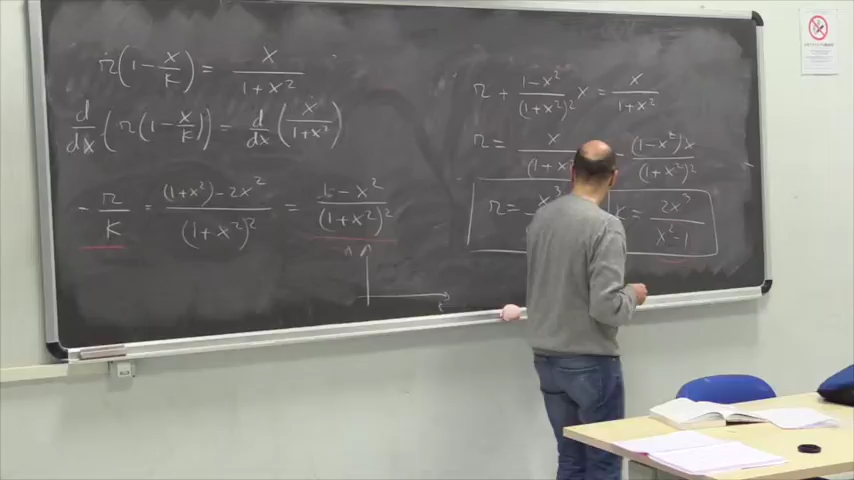 r(1 - x/K) = x/(1 + x²)
d/dx (r(1 - x/K)) = d/dx (x/(1 + x²))
- r/K = ((1 + x²) - 2x²)/(1 + x²)² = (1 - x²)/(1 + x²)²
r + (1 - x²)/(1 + x²)² x = x/(1 + x²)
r = x/(1 + x (1 - x²)x/(1 + x²)²
r = x³ K = 2x³/(x² - 1)